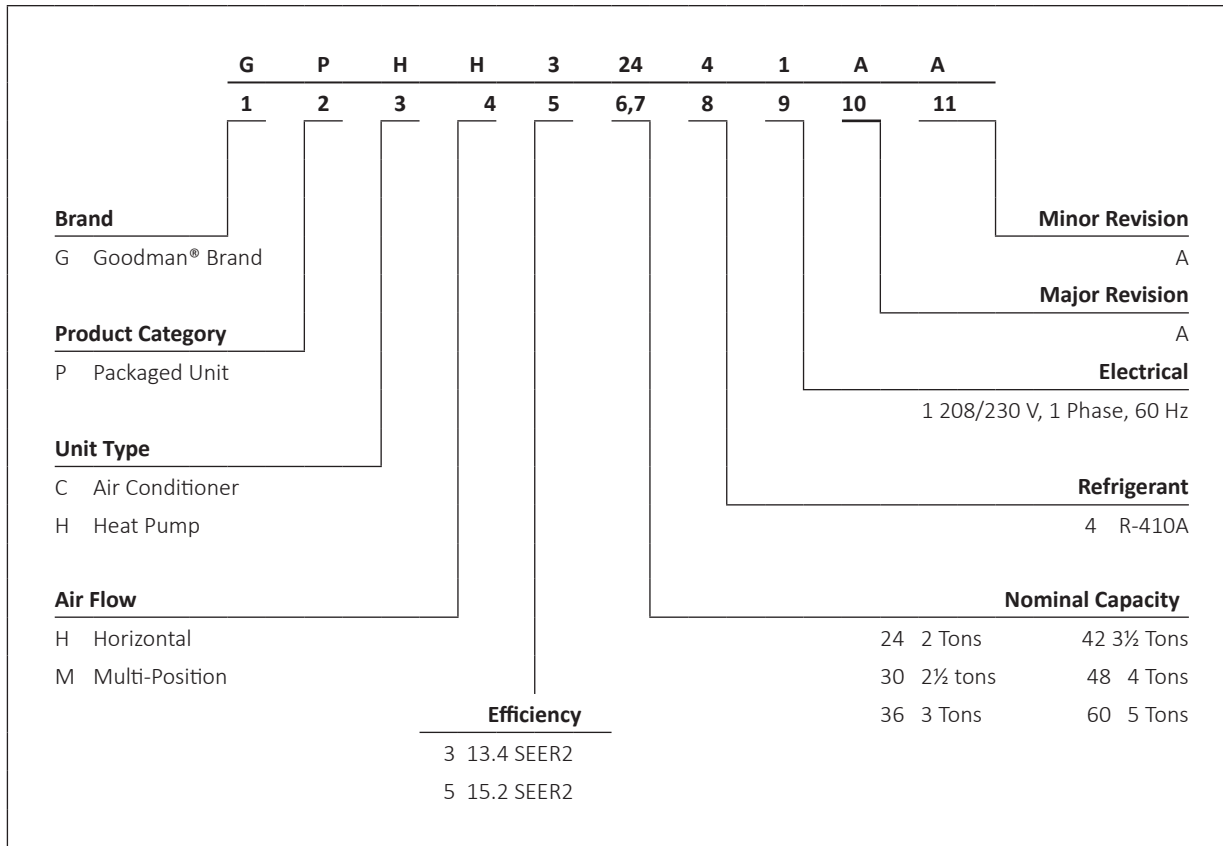 G P H H 3 24 4 1 A A
1 2 3 4 5 6,7 8 9 10 11
Brand
G Goodman® Brand
Product Category
P Packaged Unit
Unit Type
C Air Conditioner
H Heat Pump
Air Flow
H Horizontal
M Multi-Position
Efficiency
3 13.4 SEER2
5 15.2 SEER2
Minor Revision
A
Major Revision
A
Electrical
1 208/230 V, 1 Phase, 60 Hz
Refrigerant
4 R-410A
Nominal Capacity
24 2 Tons 42 3½ Tons
30 2½ tons 48 4 Tons
36 3 Tons 60 5 Tons